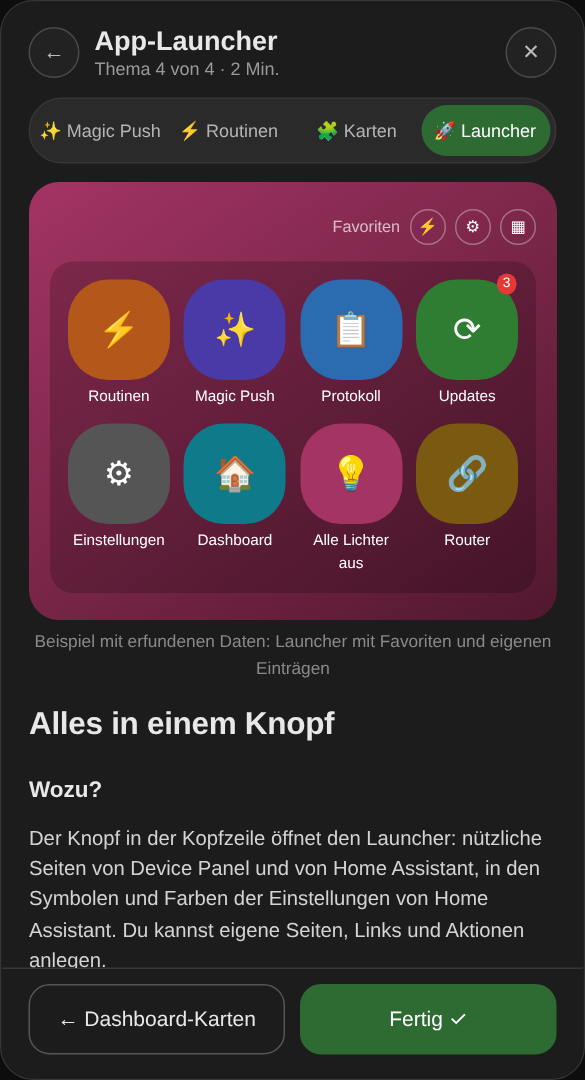 ← App-Launcher ✕
Thema 4 von 4 · 2 Min.
✨ Magic Push ⚡ Routinen 🧩 Karten 🚀 Launcher
Favoriten ⚡ ⚙ ▦
3
Routinen Magic Push Protokoll Updates
Einstellungen Dashboard Alle Lichter aus Router
Beispiel mit erfundenen Daten: Launcher mit Favoriten und eigenen
Einträgen
Alles in einem Knopf
Wozu?
Der Knopf in der Kopfzeile öffnet den Launcher: nützliche
Seiten von Device Panel und von Home Assistant, in den
Symbolen und Farben der Einstellungen von Home
Assistant. Du kannst eigene Seiten, Links und Aktionen
anlegen.
← Dashboard-Karten Fertig ✓